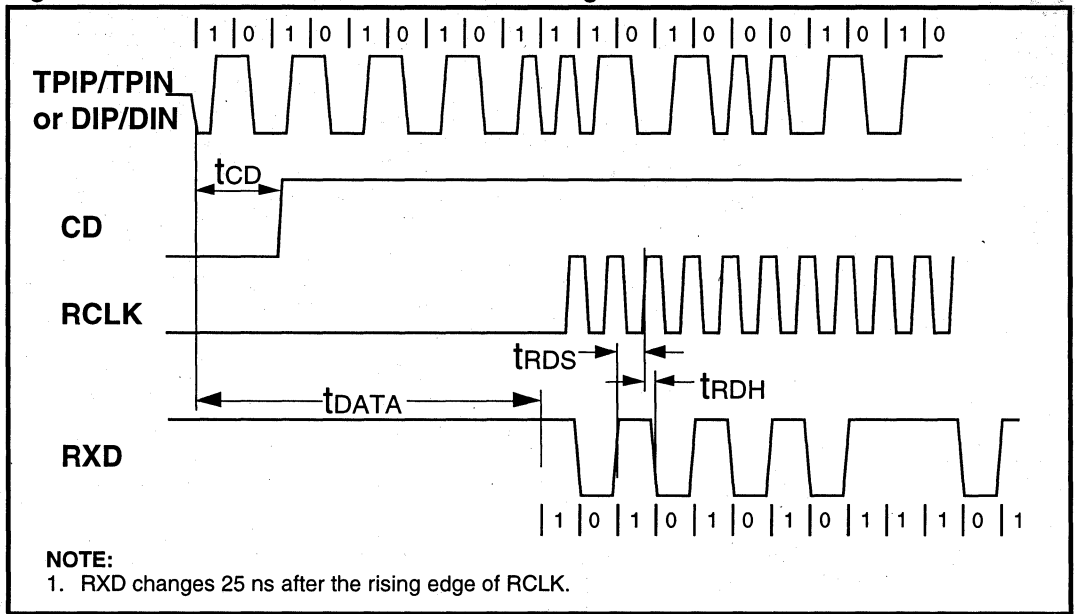 | 1 | 0 | 1 | 0 | 1 | 0 | 1 | 0 | 1 | 1 | 1 | 0 | 1 | 0 | 0 | 0 | 1 | 0 | 1 | 0
TPIP/TPIN
or DIP/DIN
tCD
CD
RCLK
tRDS
tRDH
tDATA
RXD
| 1 | 0 | 1 | 0 | 1 | 0 | 1 | 0 | 1 | 1 | 1 | 0 | 1
NOTE:
1. RXD changes 25 ns after the rising edge of RCLK.